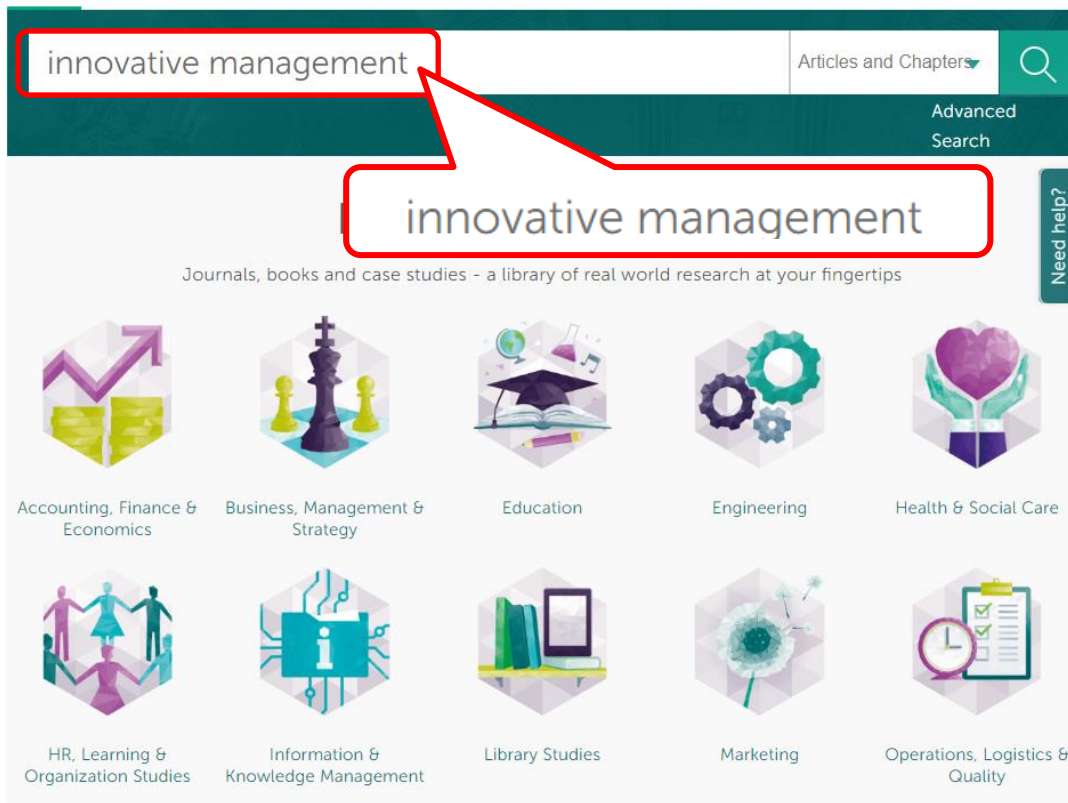 innovative management
Articles and Chapters
Advanced
Search
innovative management
Need help?
Journals, books and case studies - a library of real world research at your fingertips
Accounting, Finance &
Economics
Business, Management &
Strategy
Education
Engineering
Health & Social Care
HR, Learning &
Organization Studies
Information &
Knowledge Management
Library Studies
Marketing
Operations, Logistics &
Quality